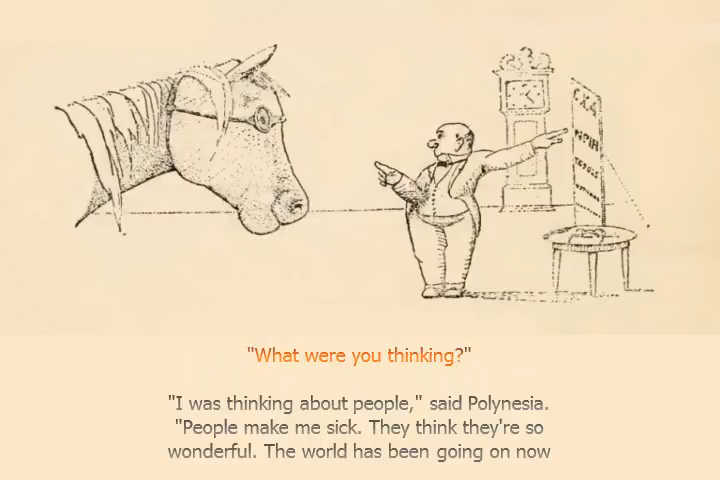 "What were you thinking?"
"I was thinking about people," said Polynesia.
"People make me sick. They think they're so
wonderful. The world has been going on now